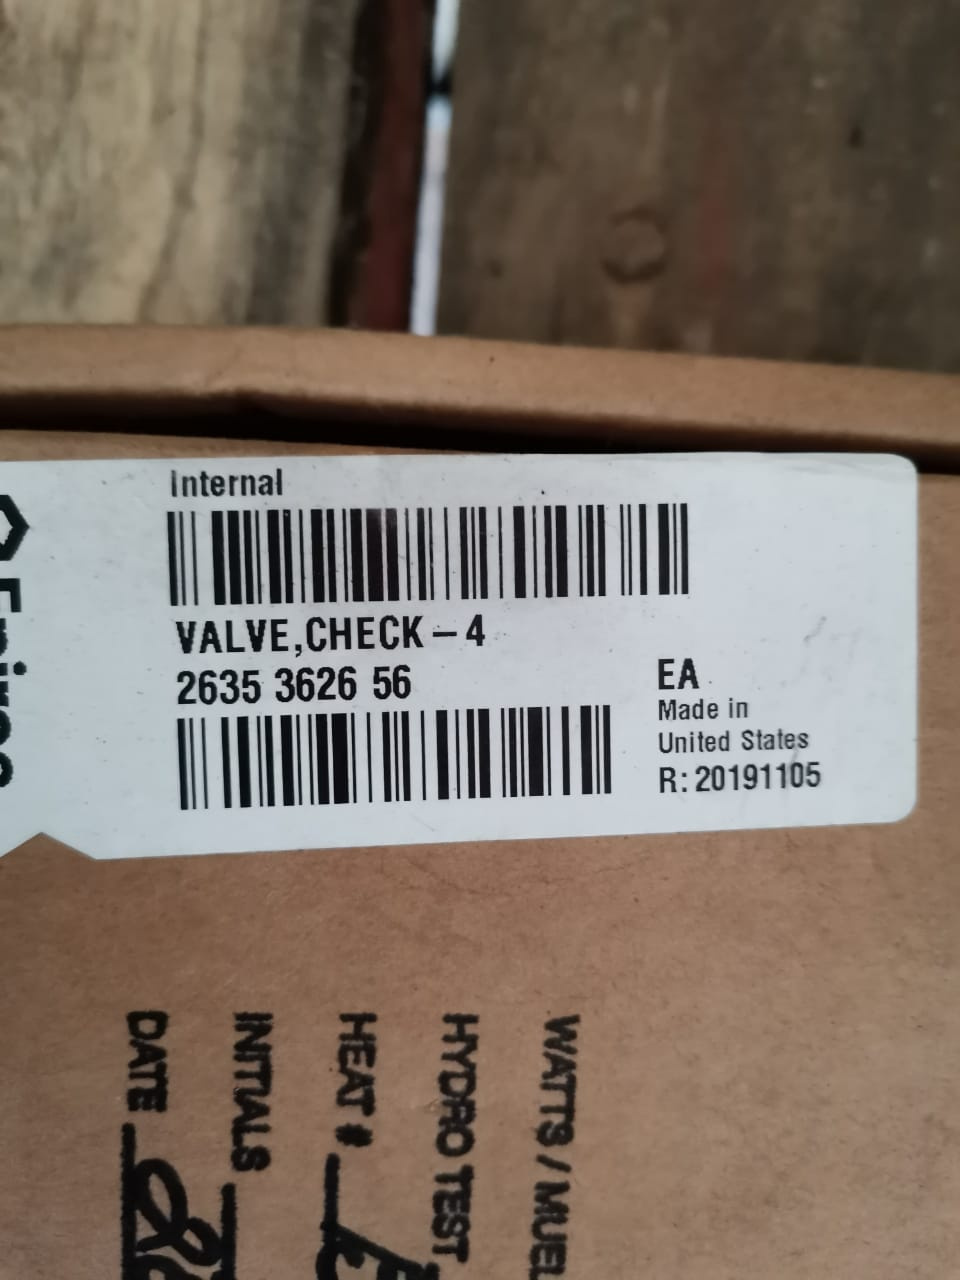 Internal
VALVE,CHECK – 4
2635 3626 56
EA
Made in
United States
R: 20191105
WATTS /
HYDRO TEST
HEAT #
INITIALS
DATE